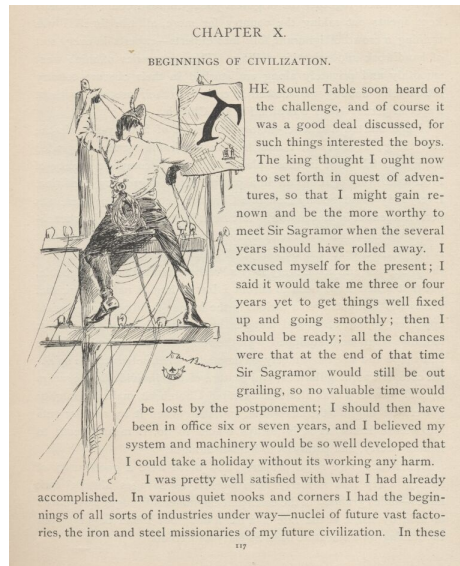 CHAPTER X.
BEGINNINGS OF CIVILIZATION.
THE Round Table soon heard of
the challenge, and of course it
was a good deal discussed, for
such things interested the boys.
The king thought I ought now
to set forth in quest of adven-
tures, so that I might gain re-
nown and be the more worthy to
meet Sir Sagramor when the several
years should have rolled away. I
excused myself for the present; I
said it would take me three or four
years yet to get things well fixed
up and going smoothly; then I
should be ready; all the chances
were that at the end of that time
Sir Sagramor would still be out
grailing, so no valuable time would
be lost by the postponement; I should then have
been in office six or seven years, and I believed my
system and machinery would be so well developed that
I could take a holiday without its working any harm.
I was pretty well satisfied with what I had already
accomplished. In various quiet nooks and corners I had the begin-
nings of all sorts of industries under way—nuclei of future vast facto-
ries, the iron and steel missionaries of my future civilization. In these
117